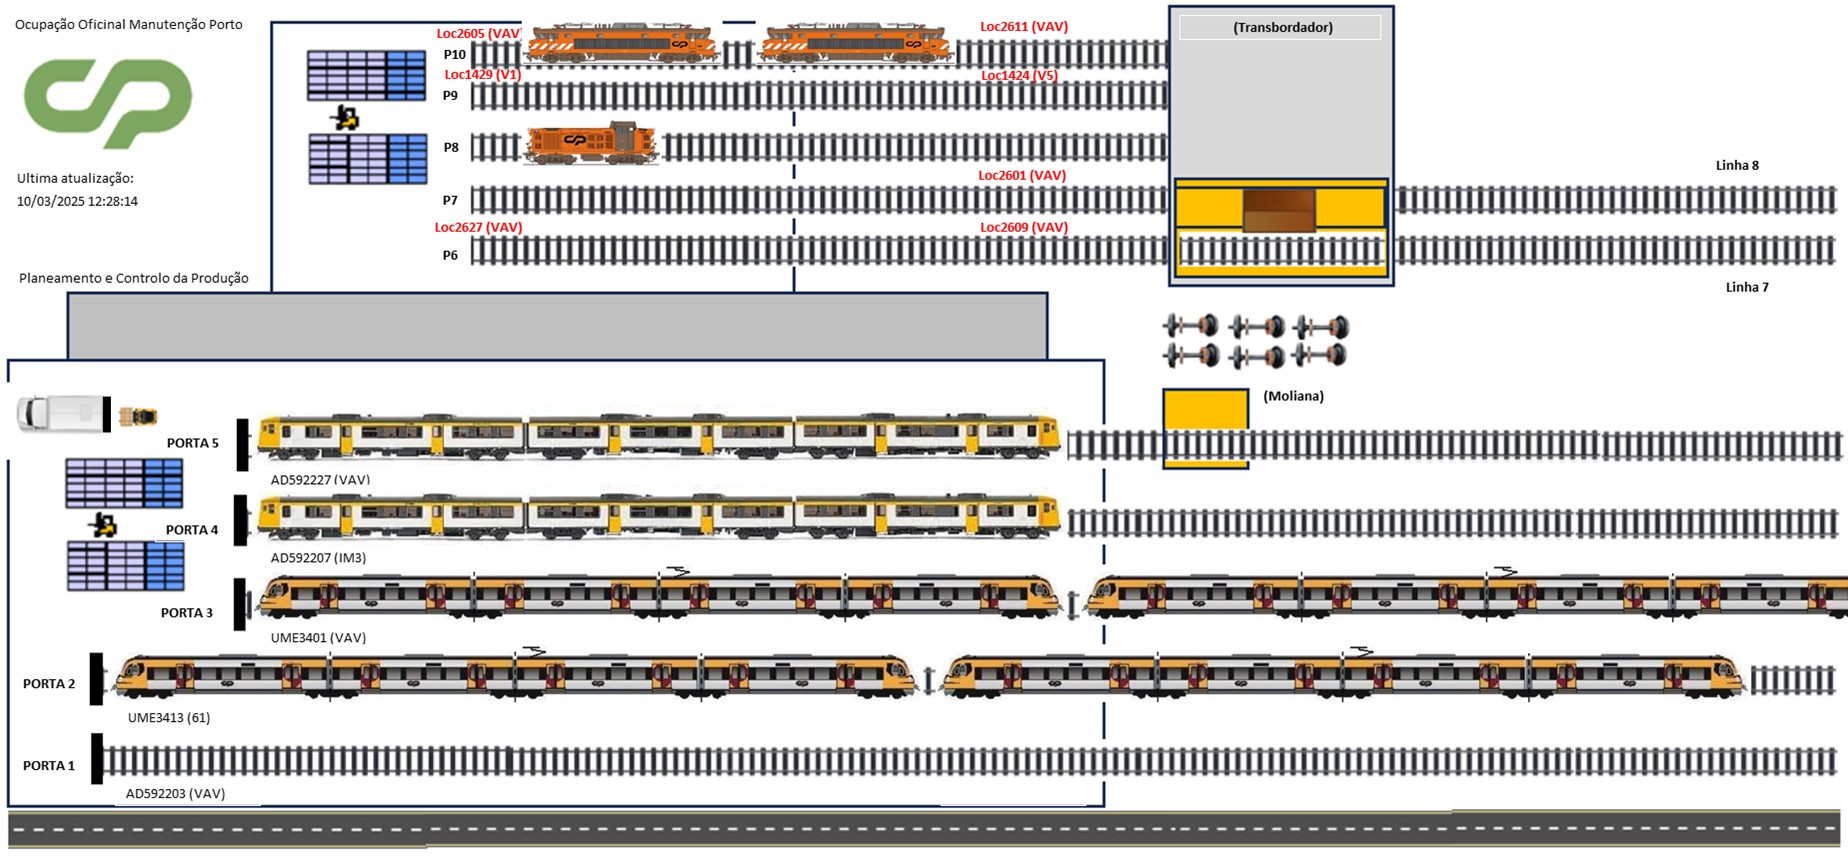 Ocupação Oficinal Manutenção Porto
Ultima atualização:
10/03/2025 12:28:14
Planeamento e Controlo da Produção
Loc2605 (VAV)
Loc2611 (VAV)
P10
Loc1429 (V1)
Loc1424 (V5)
P9
P8
Loc2601 (VAV)
P7
Loc2627 (VAV)
Loc2609 (VAV)
P6
(Transbordador)
Linha 8
Linha 7
(Moliana)
PORTA 5
AD592227 (VAV)
PORTA 4
AD592207 (IM3)
PORTA 3
UME3401 (VAV)
PORTA 2
UME3413 (61)
PORTA 1
AD592203 (VAV)